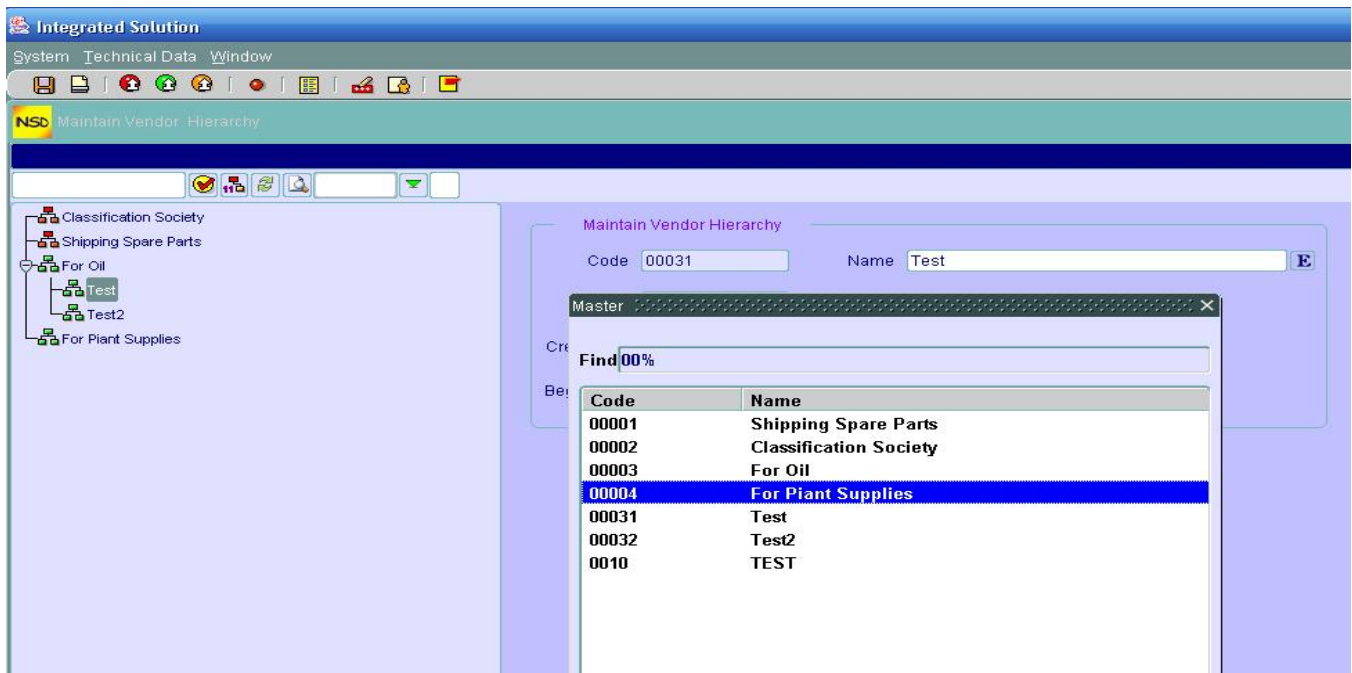 Integrated Solution
System Technical Data Window
NSD Maintain Vendor Hierarchy
Classification Society
Shipping Spare Parts
For Oil
Test
Test2
For Piant Supplies
Maintain Vendor Hierarchy
Code 00031 Name Test E
Master
Cre
Find 00%
Beg
Code Name
00001 Shipping Spare Parts
00002 Classification Society
00003 For Oil
00004 For Piant Supplies
00031 Test
00032 Test2
0010 TEST